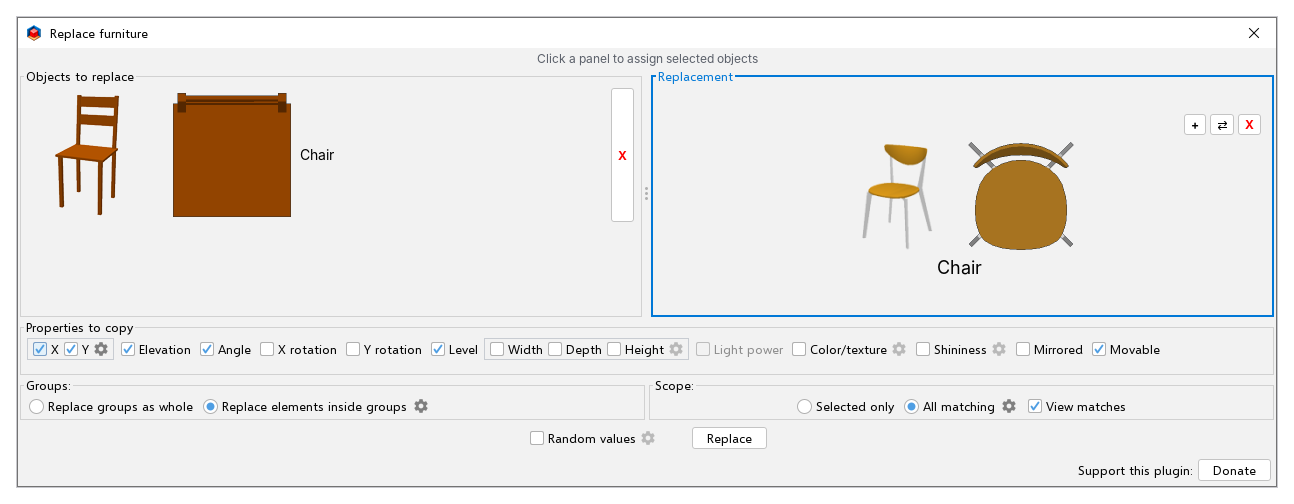 Replace furniture
Click a panel to assign selected objects
Objects to replace
Replacement
Chair
X
+ ⇄ X
Chair
Properties to copy
X Y Elevation Angle X rotation Y rotation Level Width Depth Height Light power Color/texture Shininess Mirrored Movable
Groups:
Replace groups as whole Replace elements inside groups
Scope:
Selected only All matching View matches
Random values Replace
Support this plugin: Donate